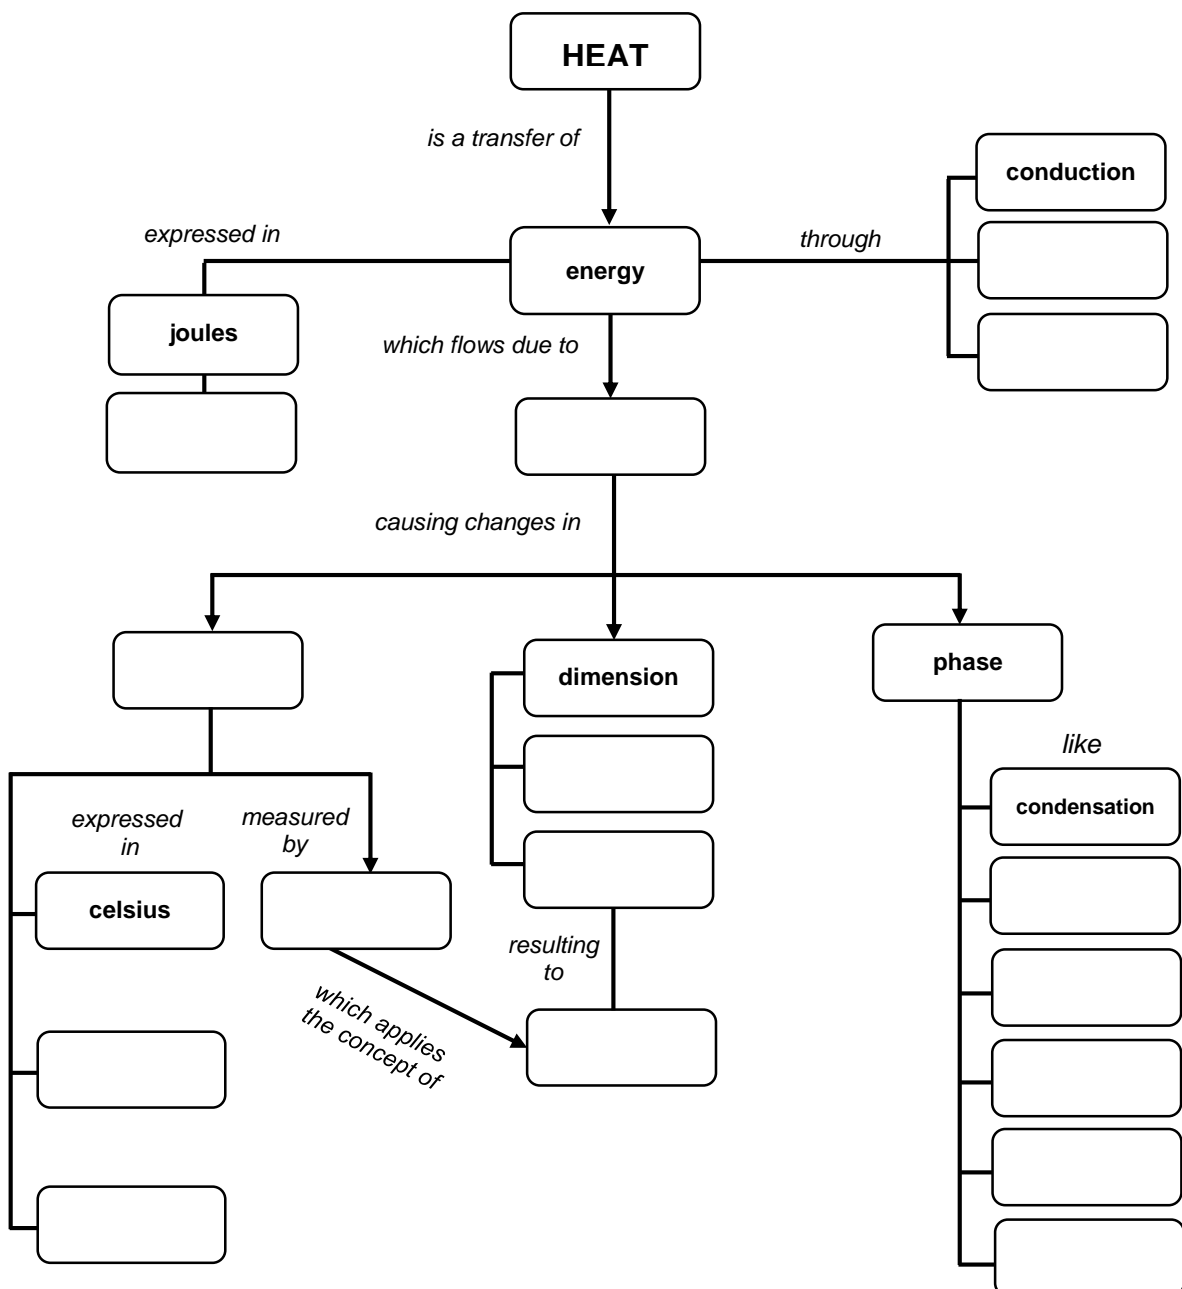 HEAT
is a transfer of
conduction
expressed in
through
energy
joules
which flows due to
causing changes in
dimension
phase
like
condensation
expressed
in
measured
by
celsius
resulting
to
which applies
the concept of